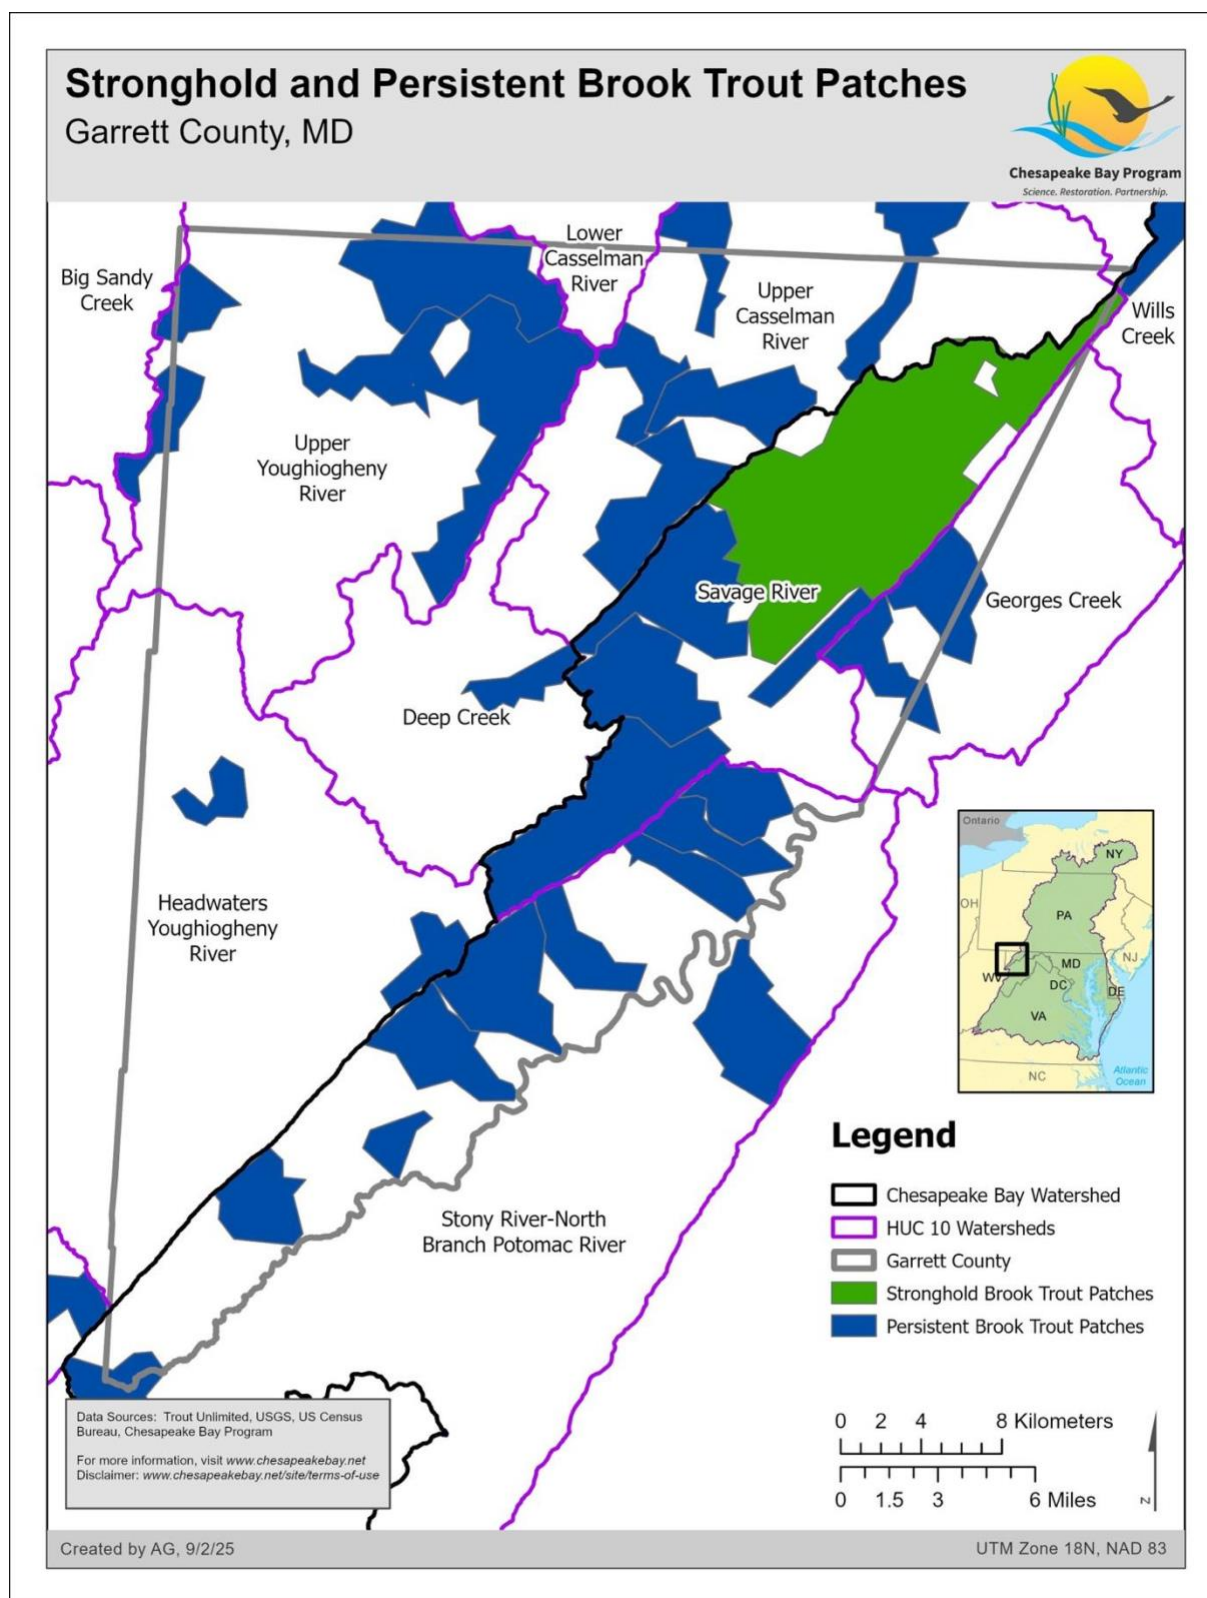 Stronghold and Persistent Brook Trout Patches
Garrett County, MD
Chesapeake Bay Program
Science. Restoration. Partnership.
Big Sandy
Creek
Lower
Casselman
River
Upper
Casselman
River
Wills
Creek
Upper
Youghiogheny
River
Savage River
Georges Creek
Deep Creek
Headwaters
Youghiogheny
River
Stony River-North
Branch Potomac River
Ontario
NY
OH
PA
NJ
MD
WV
DC
DE
VA
NC
Atlantic
Ocean
Legend
Chesapeake Bay Watershed
HUC 10 Watersheds
Garrett County
Stronghold Brook Trout Patches
Persistent Brook Trout Patches
0 2 4 8 Kilometers
0 1.5 3 6 Miles
N
Data Sources: Trout Unlimited, USGS, US Census
Bureau, Chesapeake Bay Program
For more information, visit www.chesapeakebay.net
Disclaimer: www.chesapeakebay.net/site/terms-of-use
Created by AG, 9/2/25
UTM Zone 18N, NAD 83